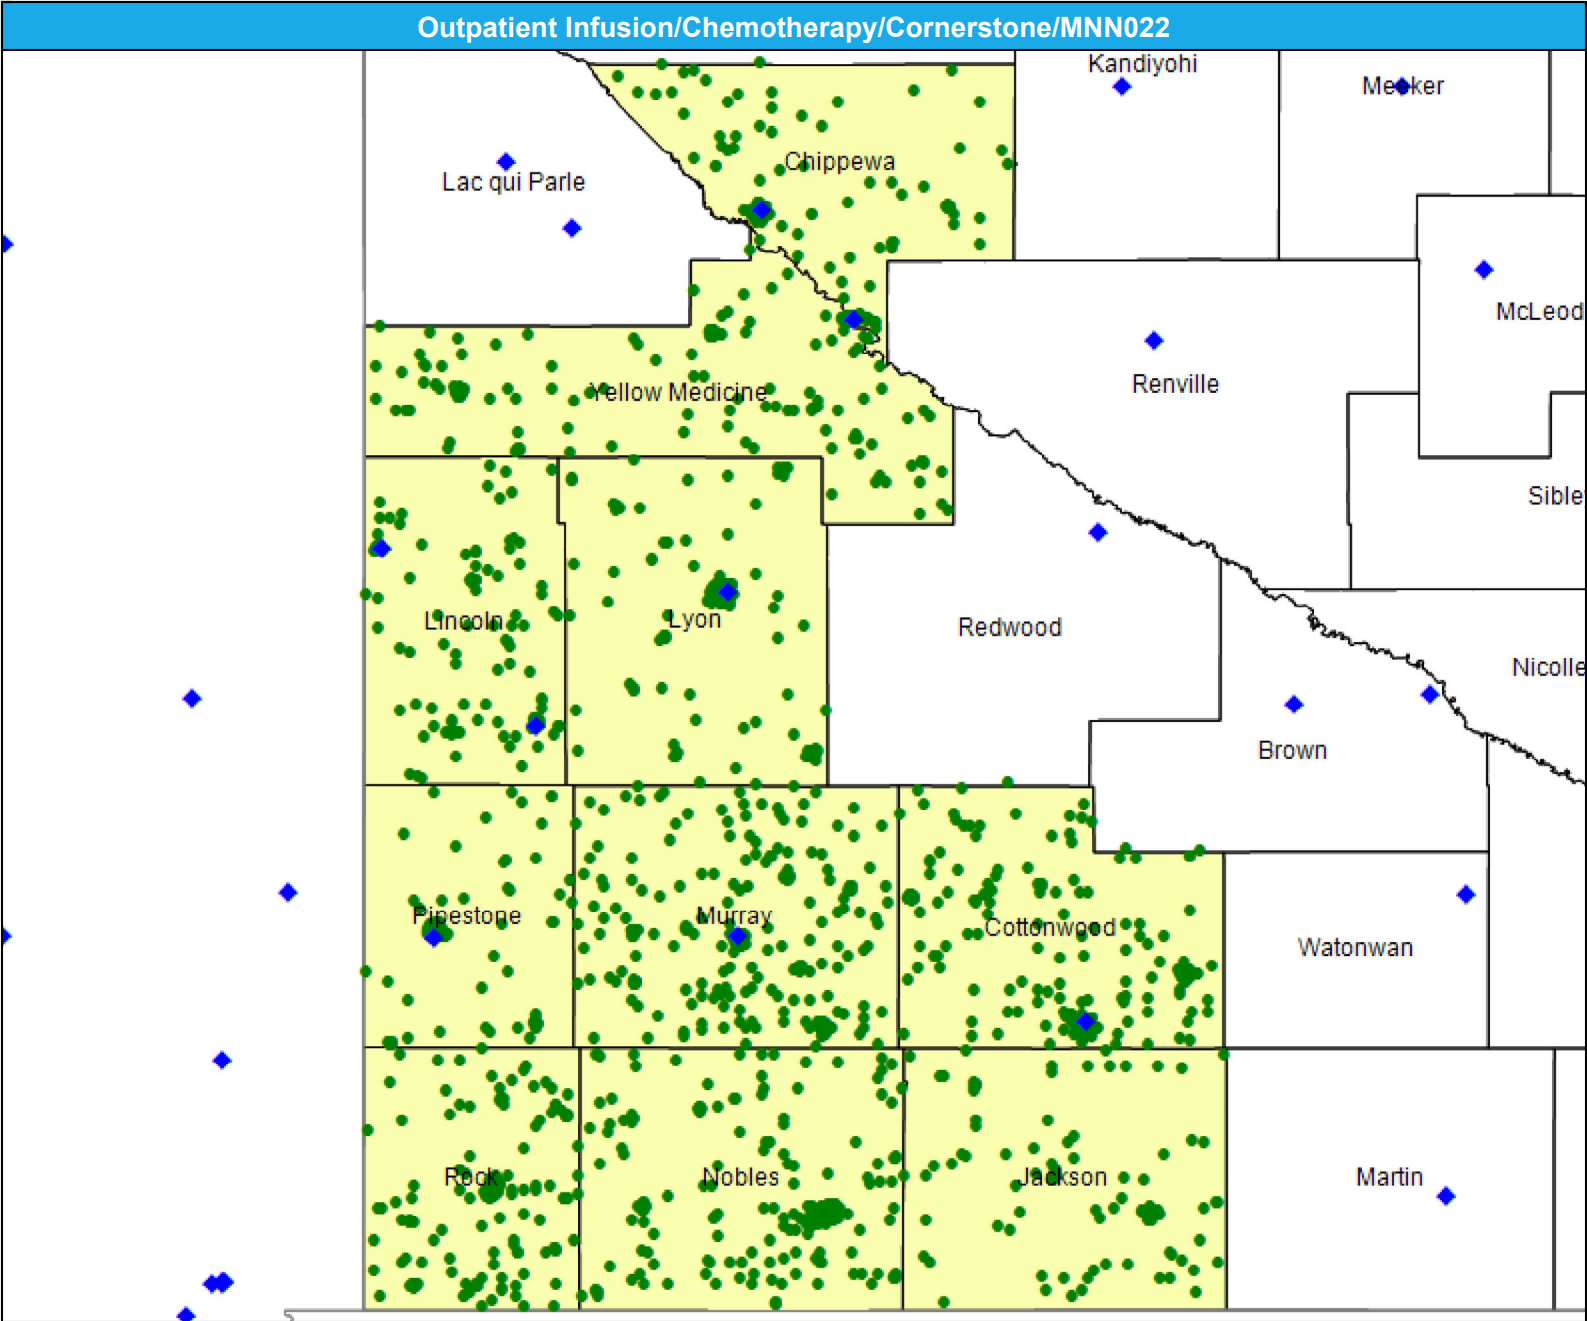 Outpatient Infusion/Chemotherapy/Cornerstone/MNN022
Kandiyohi
Meeker
Chippewa
Lac qui Parle
McLeod
Renville
Yellow Medicine
Sible
Lincoln
Lyon
Redwood
Nicolle
Brown
Pipestone
Murray
Cottonwood
Watonwan
Rock
Nobles
Jackson
Martin